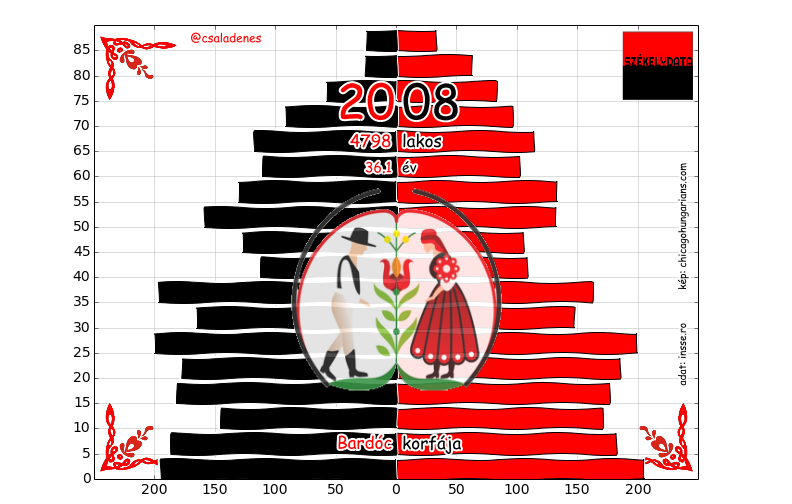 @csaladenes
SZÉKELYDATA
2008
4798 lakos
36.1 év
kép: chicagohungarians.com
adat: insse.ro
Bardóc korfája
85
80
75
70
65
60
55
50
45
40
35
30
25
20
15
10
5
0
200 150 100 50 0 50 100 150 200